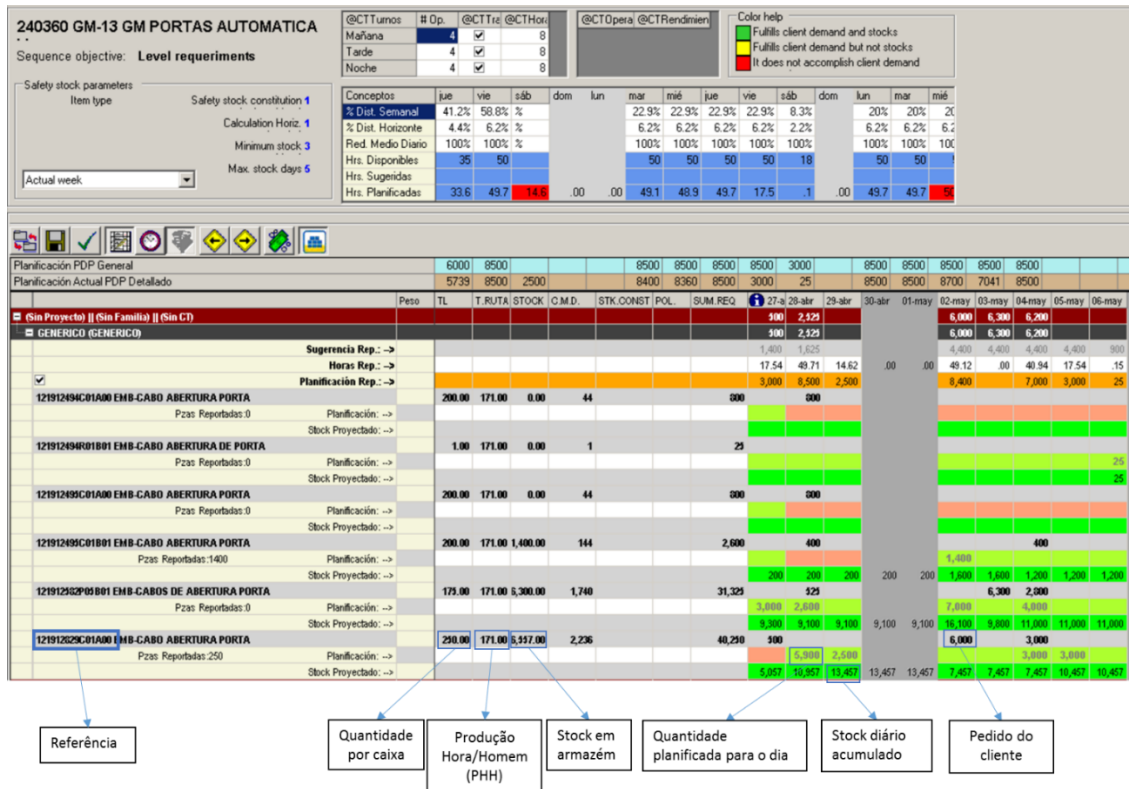 240360 GM-13 GM PORTAS AUTOMATICA
Sequence objective: Level requeriments
Safety stock parameters
Item type Safety stock constitution 1
Calculation Horiz. 1
Minimum stock 3
Max. stock days 5
Actual week
@CTTurnos #Op. @CTTra @CTHora
Mañana 4 8
Tarde 4 8
Noche 4 8
@CTOpera @CTRendimien
Color help
Fulfills client demand and stocks
Fulfills client demand but not stocks
It does not accomplish client demand
Conceptos jue vie sáb dom lun mar mié jue vie sáb dom lun mar mié
% Dist. Semanal 41.2% 58.8% % 22.9% 22.9% 22.9% 22.9% 8.3% 20% 20% 20
% Dist. Horizonte 4.4% 6.2% % 6.2% 6.2% 6.2% 6.2% 2.2% 6.2% 6.2% 6.2
Red. Medio Diario 100% 100% % 100% 100% 100% 100% 100% 100% 100% 100
Hrs. Disponibles 35 50 50 50 50 50 18 50 50
Hrs. Sugeridas
Hrs. Planificadas 33.6 49.7 14.6 .00 .00 49.1 48.9 49.7 17.5 .1 .00 49.7 49.7 50
Planificación PDP General 6000 8500 8500 8500 8500 8500 3000 8500 8500 8500 8500 8500
Planificación Actual PDP Detallado 5739 8500 2500 8400 8360 8500 3000 25 8500 8500 8700 7041 8500
Peso TL T.RUTA STOCK C.M.D. STK.CONST POL. SUM.REQ 27-a 28-abr 29-abr 30-abr 01-may 02-may 03-may 04-may 05-may 06-may
(Sin Proyecto) || (Sin Familia) || (Sin CT) 500 2,525 6,000 6,300 6,200
GENERICO (GENERICO) 500 2,525 6,000 6,300 6,200
Sugerencia Rep.: --> 1,400 1,625 4,400 4,400 4,400 4,400 900
Horas Rep.: --> 17.54 49.71 14.62 .00 .00 49.12 .00 40.94 17.54 .15
Planificación Rep.: --> 3,000 8,500 2,500 8,400 7,000 3,000 25
121912494C01A00 EMB-CABO ABERTURA PORTA 200.00 171.00 0.00 44 800 800
Pzas Reportadas:0 Planificación: -->
Stock Proyectado: -->
121912494R01B01 EMB-CABO ABERTURA DE PORTA 1.00 171.00 0.00 1 25
Pzas Reportadas:0 Planificación: --> 25
Stock Proyectado: --> 25
121912495C01A00 EMB-CABO ABERTURA PORTA 200.00 171.00 0.00 44 800 800
Pzas Reportadas:0 Planificación: -->
Stock Proyectado: -->
121912495C01B01 EMB-CABO ABERTURA PORTA 200.00 171.00 1,400.00 144 2,600 400 400
Pzas Reportadas:1400 Planificación: --> 1,400
Stock Proyectado: --> 200 200 200 200 200 1,600 1,600 1,200 1,200 1,200
121912582P05B01 EMB-CABOS DE ABERTURA PORTA 175.00 171.00 6,300.00 1,740 31,325 525 6,300 2,800
Pzas Reportadas:0 Planificación: --> 3,000 2,600 7,000 4,000
Stock Proyectado: --> 9,300 9,100 9,100 9,100 9,100 16,100 9,800 11,000 11,000 11,000
121912829C01A00 EMB-CABO ABERTURA PORTA 250.00 171.00 5,557.00 2,236 40,250 500 6,000 3,000
Pzas Reportadas:250 Planificación: --> 5,900 2,500 3,000 3,000
Stock Proyectado: --> 5,057 10,957 13,457 13,457 13,457 7,457 7,457 7,457 10,457 10,457
Referência
Quantidade
por caixa
Produção
Hora/Homem
(PHH)
Stock em
armazém
Quantidade
planificada para o dia
Stock diário
acumulado
Pedido do
cliente